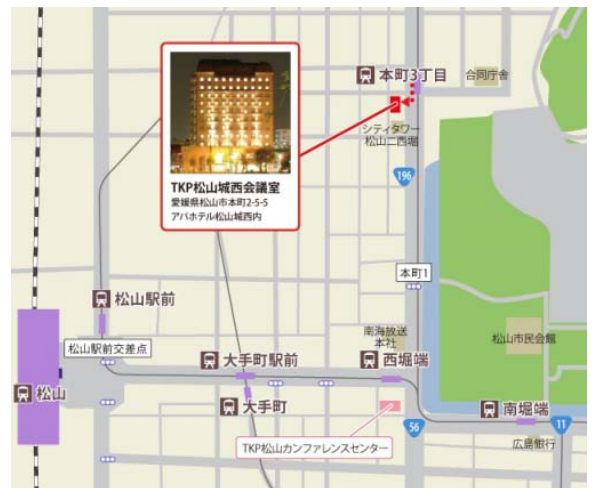 本町3丁目
合同庁舎
シティタワー
松山二西堀
196
TKP松山城西会議室
愛媛県松山市本町2-5-5
アパホテル松山城西内
本町1
松山駅前
松山駅前交差点
南海放送
本社
松山市民会館
大手町駅前
西堀端
松山
大手町
南堀端
56
11
TKP松山カンファレンスセンター
広島銀行